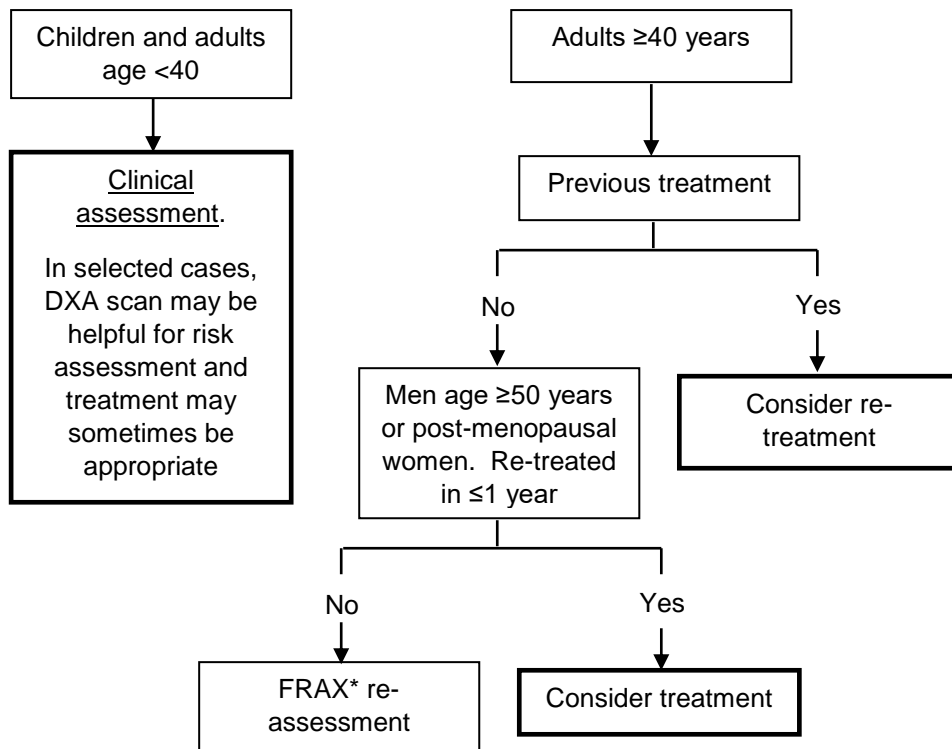 Children and adults
age <40
Clinical
assessment.
In selected cases,
DXA scan may be
helpful for risk
assessment and
treatment may
sometimes be
appropriate
Adults ≥40 years
Previous treatment
No
Yes
Men age ≥50 years
or post-menopausal
women.  Re-treated
in ≤1 year
Consider re-
treatment
No
Yes
FRAX* re-
assessment
Consider treatment